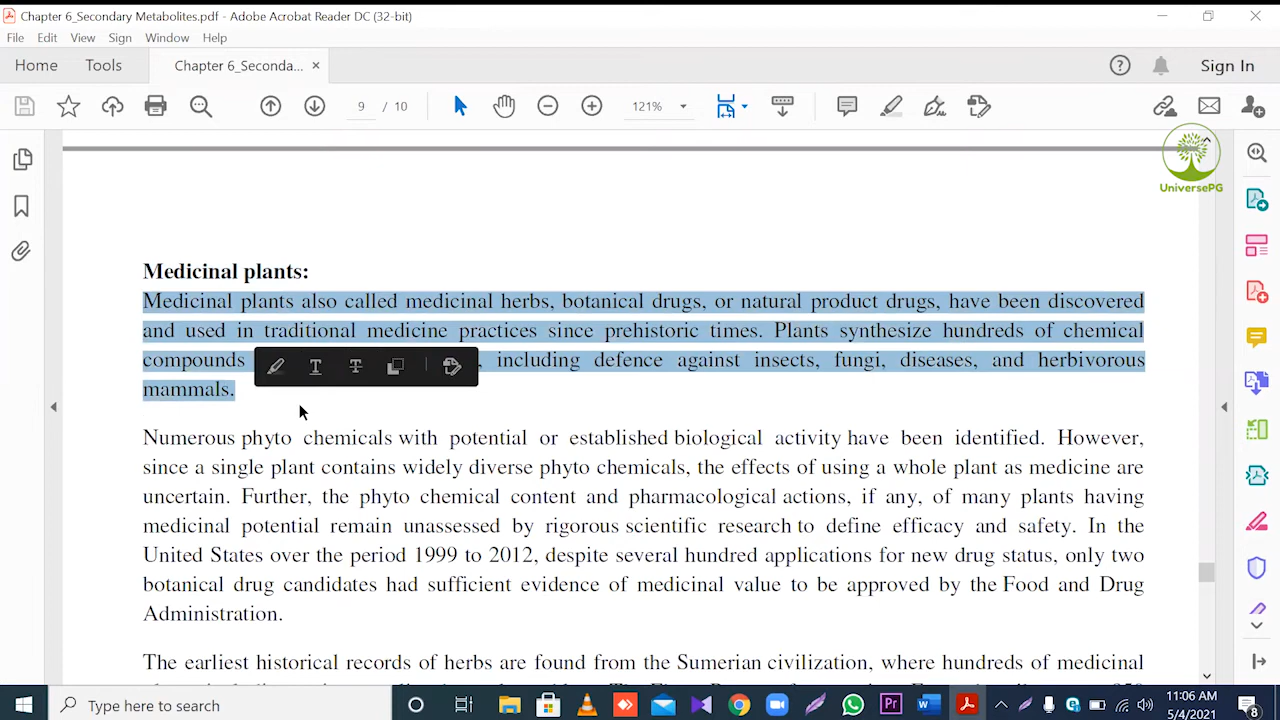 Chapter 6_Secondary Metabolites.pdf - Adobe Acrobat Reader DC (32-bit)
File Edit View Sign Window Help
Home Tools Chapter 6_Seconda... × Sign In
9 / 10 121%
UniversePG
Medicinal plants:
Medicinal plants also called medicinal herbs, botanical drugs, or natural product drugs, have been discovered
and used in traditional medicine practices since prehistoric times. Plants synthesize hundreds of chemical
compounds , including defence against insects, fungi, diseases, and herbivorous
mammals.
Numerous phyto chemicals with potential or established biological activity have been identified. However,
since a single plant contains widely diverse phyto chemicals, the effects of using a whole plant as medicine are
uncertain. Further, the phyto chemical content and pharmacological actions, if any, of many plants having
medicinal potential remain unassessed by rigorous scientific research to define efficacy and safety. In the
United States over the period 1999 to 2012, despite several hundred applications for new drug status, only two
botanical drug candidates had sufficient evidence of medicinal value to be approved by the Food and Drug
Administration.
The earliest historical records of herbs are found from the Sumerian civilization, where hundreds of medicinal
Type here to search
11:06 AM
5/4/2021
8